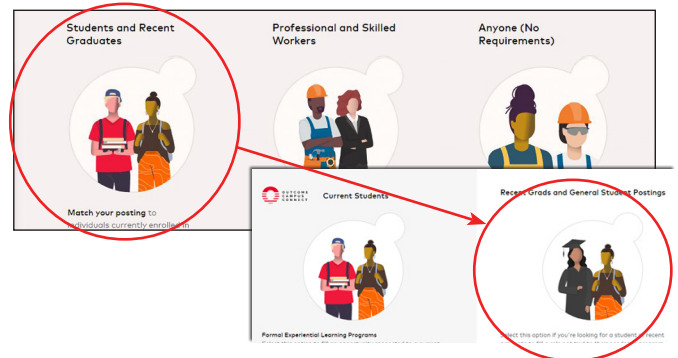 Students and Recent
Graduates
Professional and Skilled
Workers
Anyone (No
Requirements)
Match your posting to
individuals currently enrolled in
OUTCOME
CAMPUS
CONNECT
Current Students
Recent Grads and General Student Postings
Formal Experiential Learning Programs
Select this option if you're looking for a student or recent